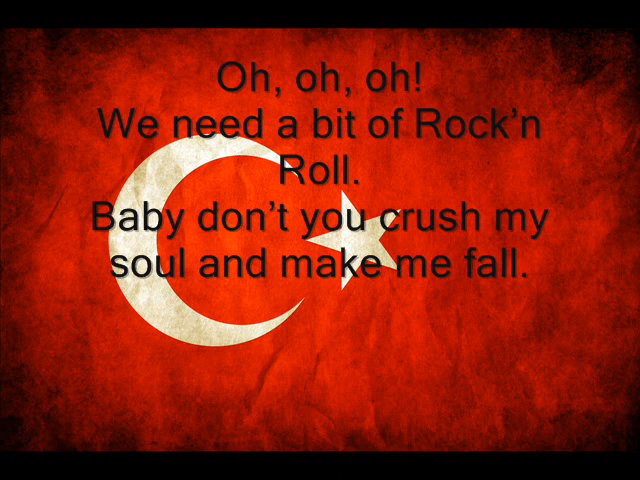 Oh, oh, oh!
We need a bit of Rock’n
Roll.
Baby don’t you crush my
soul and make me fall.